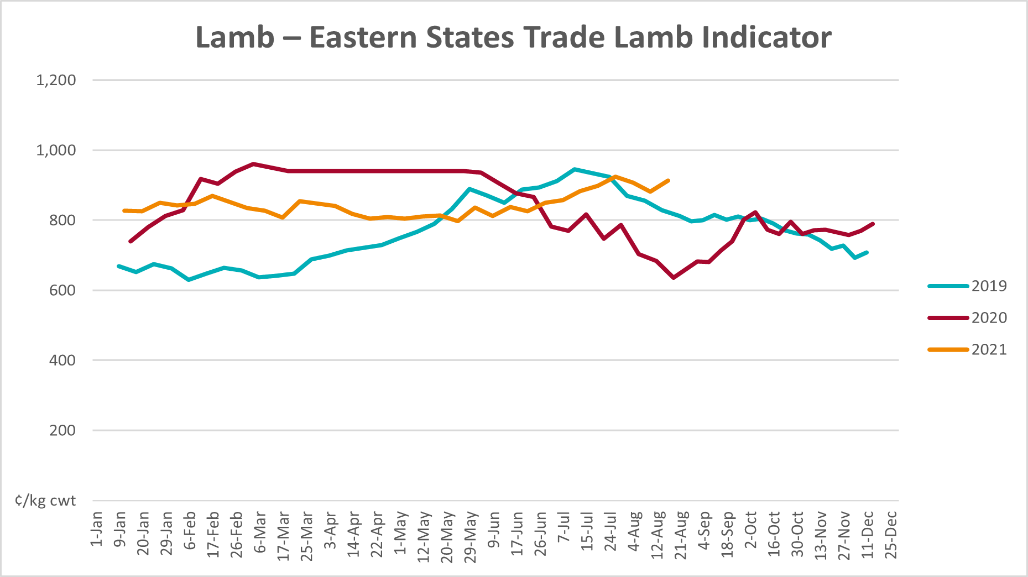 Lamb – Eastern States Trade Lamb Indicator
1,200
1,000
800
600
400
200
¢/kg cwt
1-Jan
9-Jan
20-Jan
29-Jan
6-Feb
17-Feb
26-Feb
6-Mar
17-Mar
25-Mar
3-Apr
14-Apr
22-Apr
1-May
12-May
20-May
29-May
9-Jun
17-Jun
26-Jun
7-Jul
15-Jul
24-Jul
4-Aug
12-Aug
21-Aug
4-Sep
18-Sep
2-Oct
16-Oct
30-Oct
13-Nov
27-Nov
11-Dec
25-Dec
2019
2020
2021